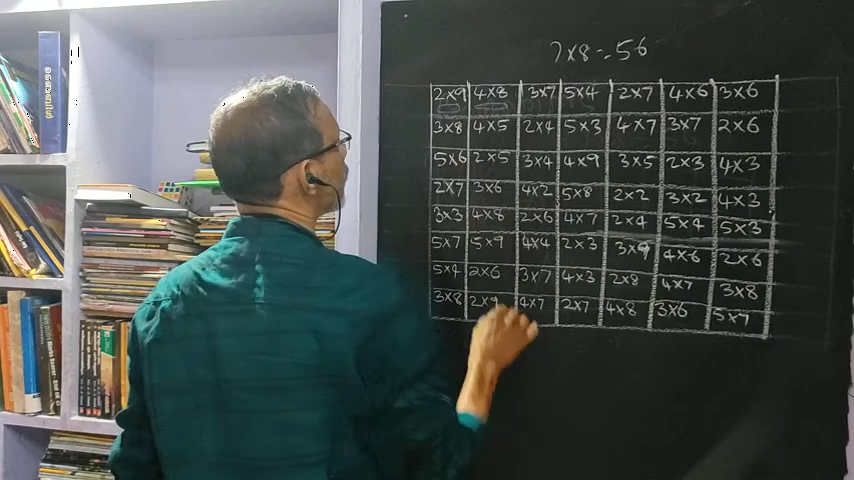 7×8=56
2×9 4×8 3×7 5×4 2×7 4×6 3×6
3×8 4×5 2×4 5×3 4×7 3×7 2×6
5×6 2×5 3×4 4×9 3×5 2×3 4×3
2×7 3×6 4×2 5×8 2×2 3×2 4×3
3×3 4×8 2×6 4×7 2×4 5×4 5×3
5×7 5×9 4×4 2×3 3×9 4×6 2×6
5×4 2×6 3×7 4×3 2×8 4×7 3×8
3×8 4×7 2×7 4×8 3×6 5×7